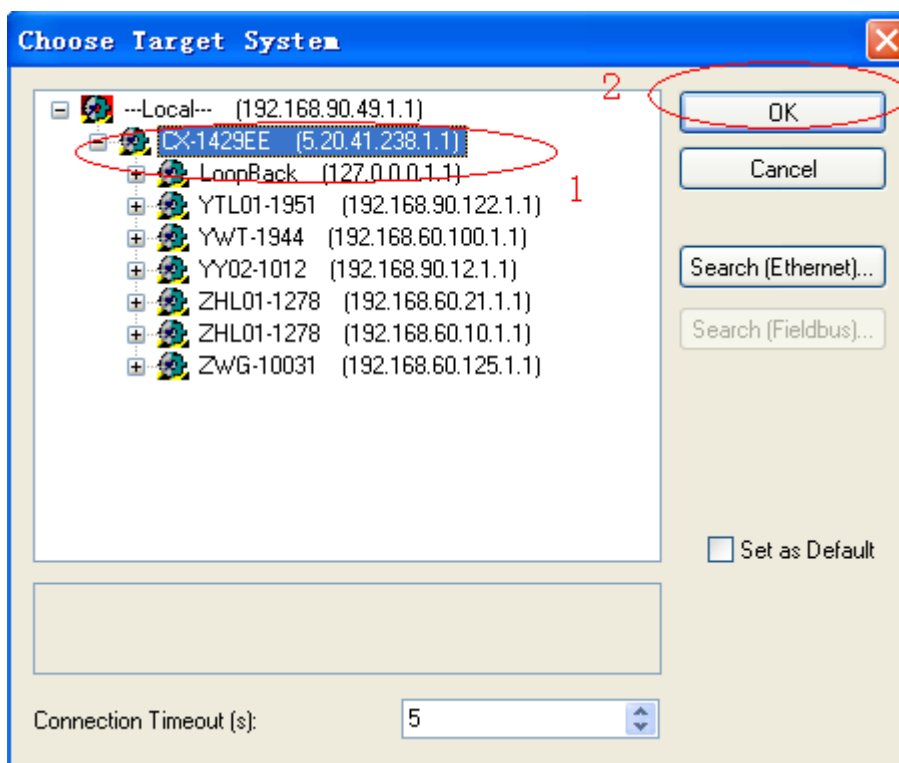 Choose Target System
---Local--- (192.168.90.49.1.1)
2
OK
CX-1429EE (5.20.41.238.1.1)
1
LoopBack (127.0.0.0.1.1)
Cancel
YTL01-1951 (192.168.90.122.1.1)
YWT-1944 (192.168.60.100.1.1)
YY02-1012 (192.168.90.12.1.1)
Search (Ethernet)...
ZHL01-1278 (192.168.60.21.1.1)
ZHL01-1278 (192.168.60.10.1.1)
Search (Fieldbus)...
ZWG-10031 (192.168.60.125.1.1)
Set as Default
Connection Timeout (s): 5